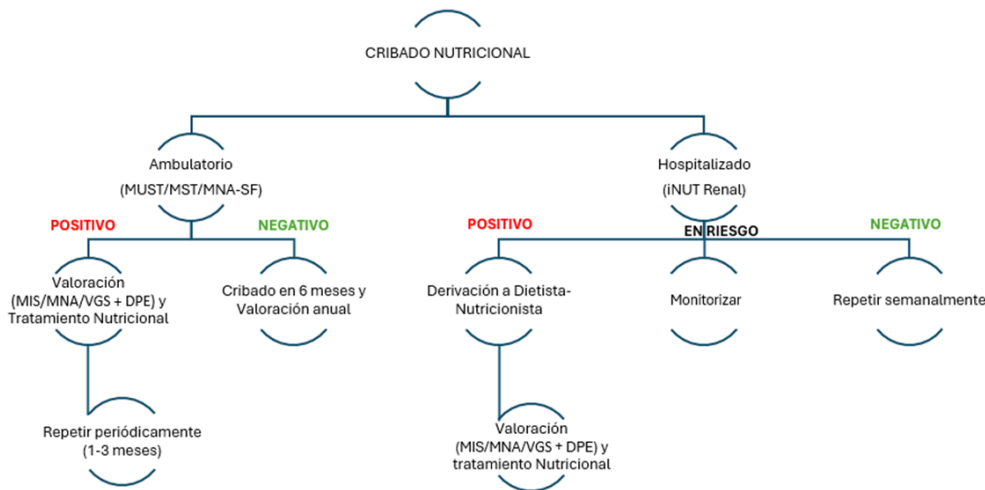 CRIBADO NUTRICIONAL
Ambulatorio
(MUST/MST/MNA-SF)
Hospitalizado
(iNUT Renal)
POSITIVO
NEGATIVO
POSITIVO
EN RIESGO
NEGATIVO
Valoración
(MIS/MNA/VGS + DPE) y
Tratamiento Nutricional
Cribado en 6 meses y
Valoración anual
Derivación a Dietista-
Nutricionista
Monitorizar
Repetir semanalmente
Repetir periódicamente
(1-3 meses)
Valoración
(MIS/MNA/VGS + DPE) y
tratamiento Nutricional